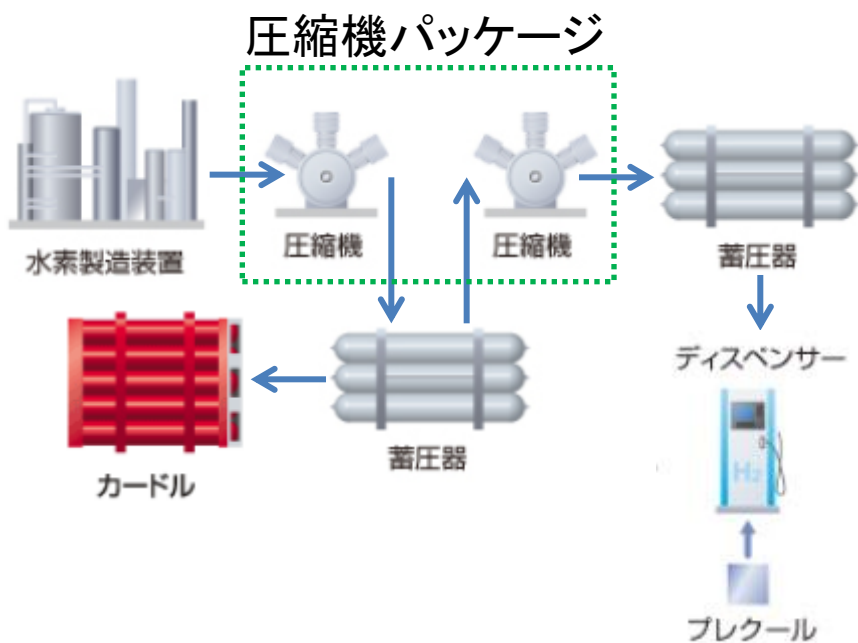 圧縮機パッケージ
水素製造装置
圧縮機
圧縮機
蓄圧器
カードル
蓄圧器
ディスペンサー
H2
プレクール